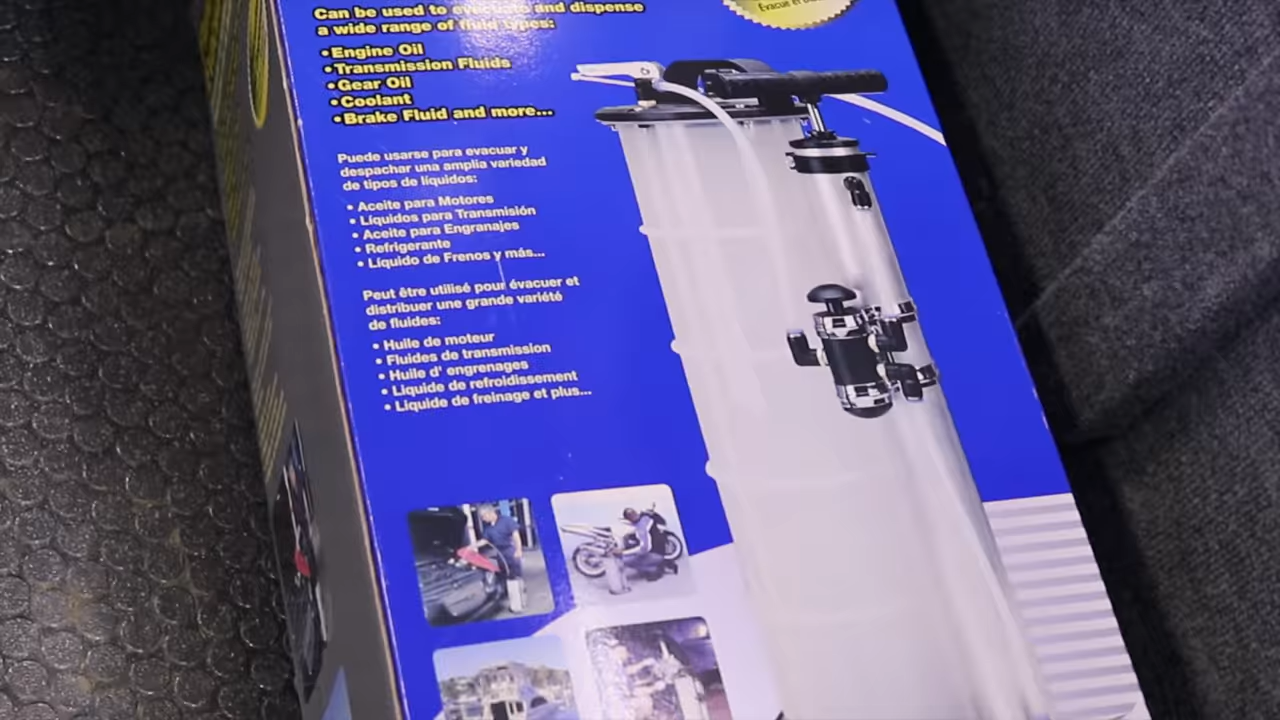 Can be used to evacuate and dispense
a wide range of fluid types:
•Engine Oil
•Transmission Fluids
•Gear Oil
•Coolant
•Brake Fluid and more...
Puede usarse para evacuar y
despachar una amplia variedad
de tipos de líquidos:
• Aceite para Motores
• Líquidos para Transmisión
• Aceite para Engranajes
• Refrigerante
• Líquido de Frenos y más...
Peut être utilisé pour évacuer et
distribuer une grande variété
de fluides:
• Huile de moteur
• Fluides de transmission
• Huile d' engrenages
• Liquide de refroidissement
• Liquide de freinage et plus...